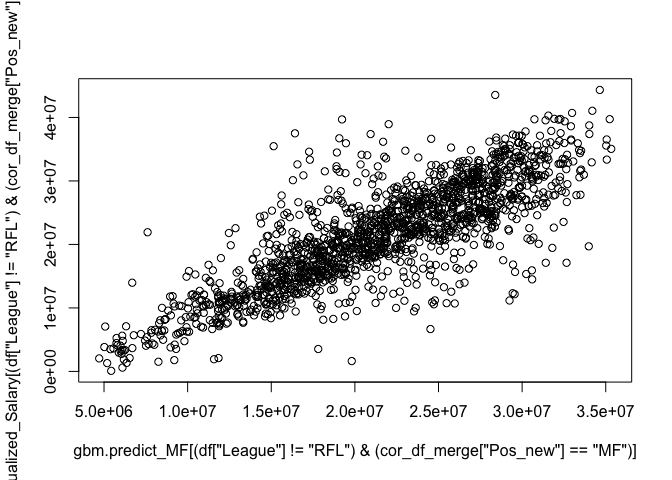 ualized_Salary[(df["League"] != "RFL") & (cor_df_merge["Pos_new"]
4e+07
3e+07
2e+07
1e+07
0e+00
5.0e+06 1.0e+07 1.5e+07 2.0e+07 2.5e+07 3.0e+07 3.5e+07
gbm.predict_MF[(df["League"] != "RFL") & (cor_df_merge["Pos_new"] == "MF")]